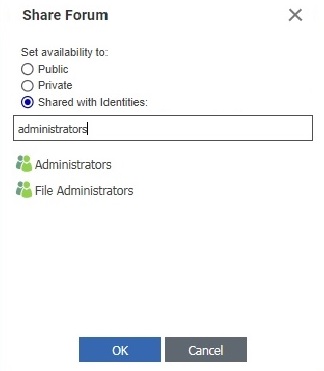 Share Forum
Set availability to:
Public
Private
Shared with Identities:
administrators
Administrators
File Administrators
OK Cancel